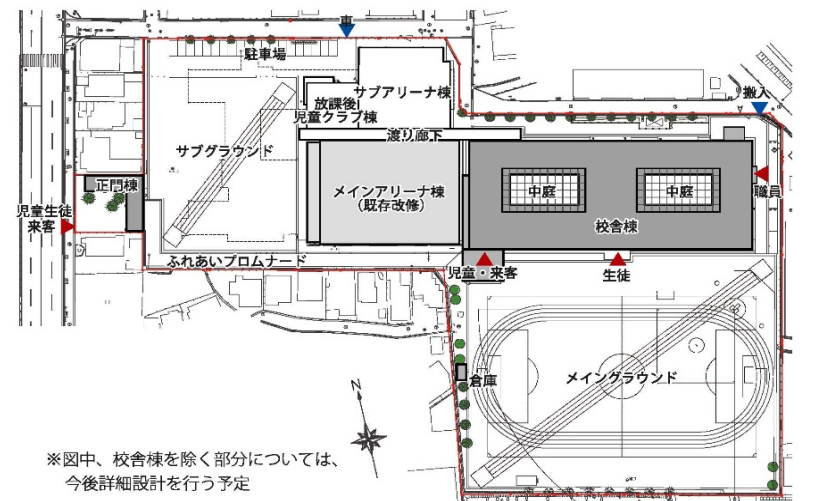 車
駐車場
サブアリーナ棟
放課後
児童クラブ棟
搬入
渡り廊下
サブグラウンド
正門棟
メインアリーナ棟
（既存改修）
中庭
中庭
職員
児童生徒
来客
校舎棟
ふれあいプロムナード
児童・来客
生徒
倉庫
メイングラウンド
N
※図中、校舎棟を除く部分については、
今後詳細設計を行う予定